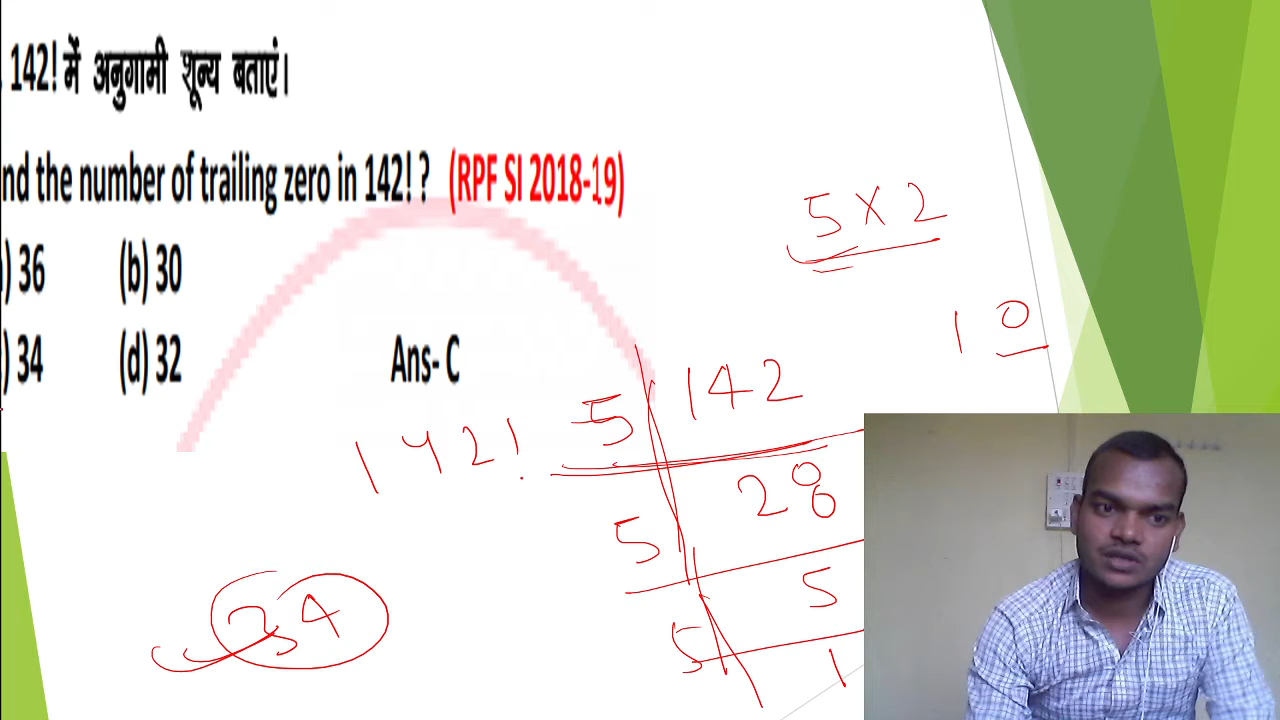 142! में अनुगामी शून्य बताएं।
nd the number of trailing zero in 142! ? (RPF SI 2018-19)
) 36 (b) 30
) 34 (d) 32 Ans- C
5 X 2
10
142!
5 142
5 28
5 5
1
34